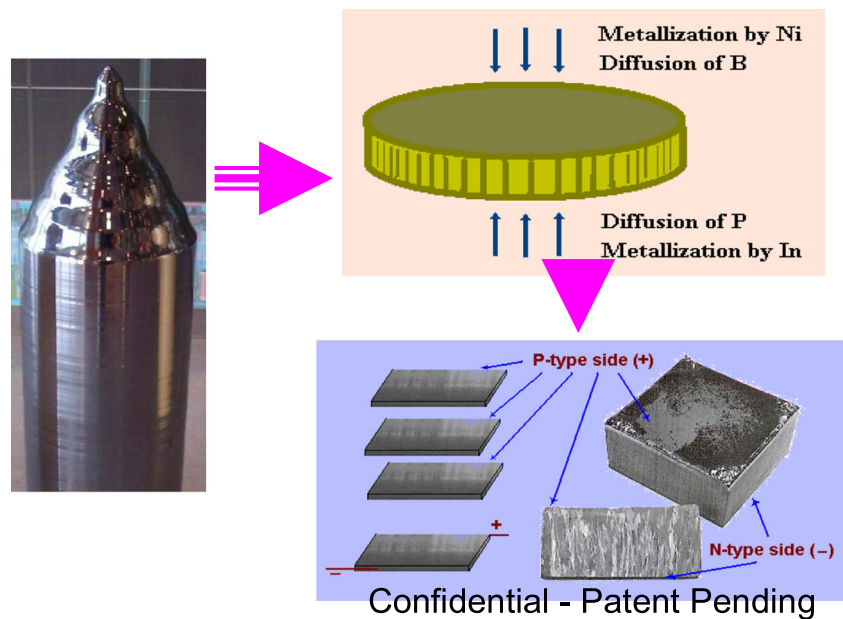 Metallization by Ni
Diffusion of B
Diffusion of P
Metallization by In
P-type side (+)
+
N-type side (−)
−
Confidential - Patent Pending